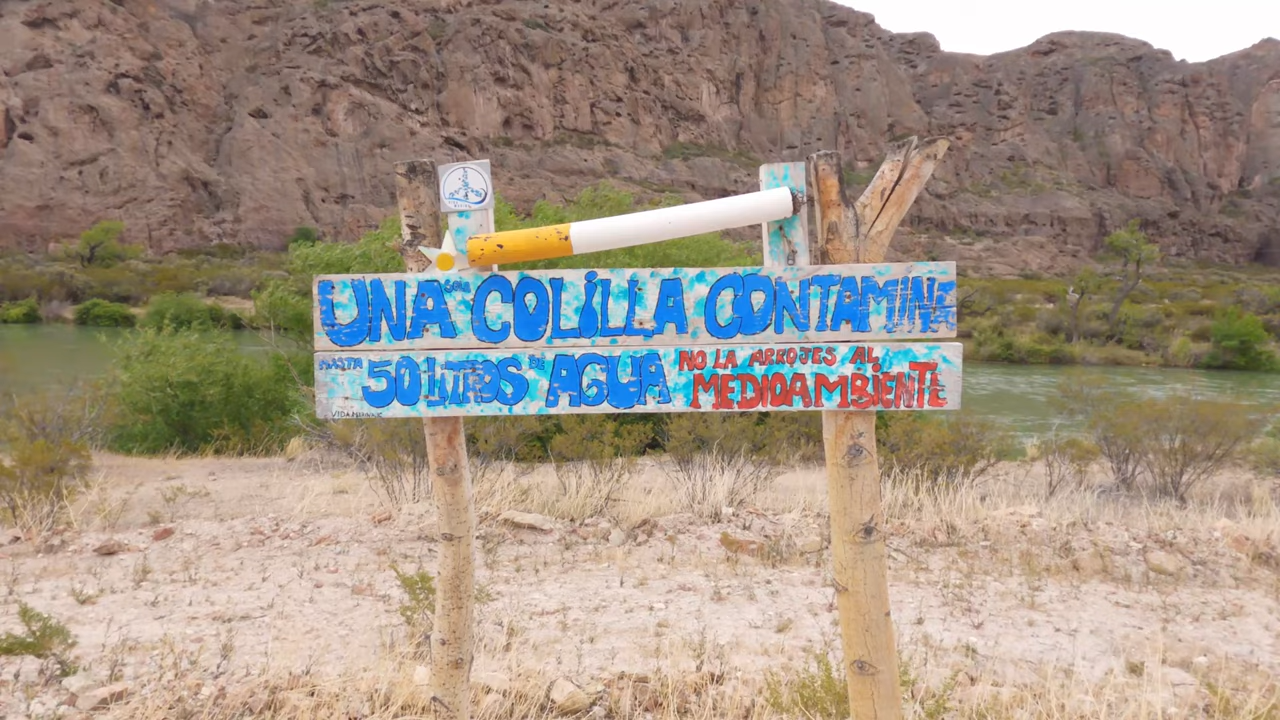 UNA SOLA COLILLA CONTAMINA
HASTA 50 LITROS DE AGUA
NO LA ARROJES AL
MEDIOAMBIENTE